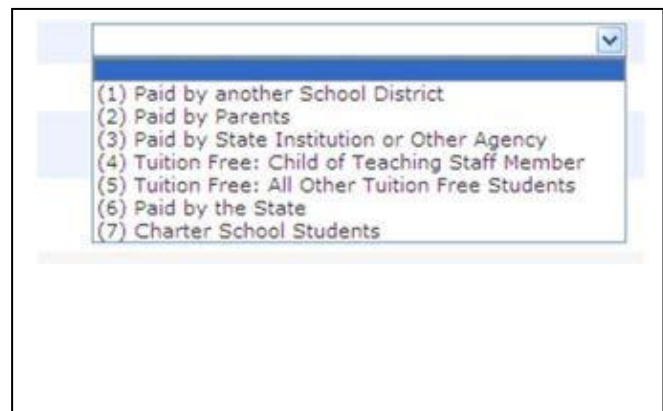 (1) Paid by another School District
(2) Paid by Parents
(3) Paid by State Institution or Other Agency
(4) Tuition Free: Child of Teaching Staff Member
(5) Tuition Free: All Other Tuition Free Students
(6) Paid by the State
(7) Charter School Students